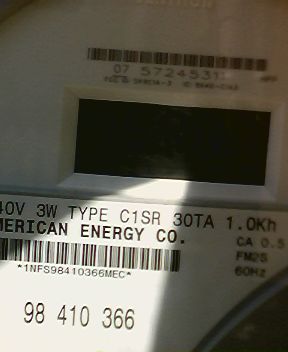 07 57245311
40V 3W TYPE C1SR 30TA 1.0Kh
MERICAN ENERGY CO.
CA 0.5
FM2S
60Hz
*1NFS98410366MEC*
98 410 366